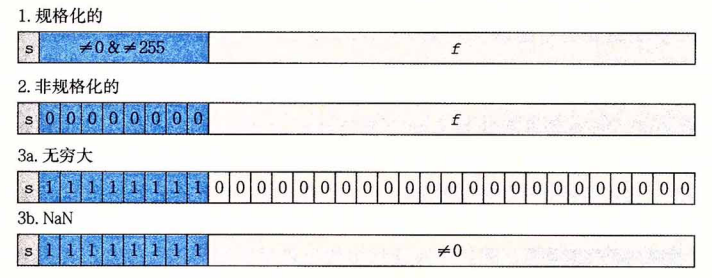 1. 规格化的
s ≠0 & ≠255 f
2. 非规格化的
s 0 0 0 0 0 0 0 0 f
3a. 无穷大
s 1 1 1 1 1 1 1 1 0 0 0 0 0 0 0 0 0 0 0 0 0 0 0 0 0 0 0 0 0 0 0
3b. NaN
s 1 1 1 1 1 1 1 1 ≠0